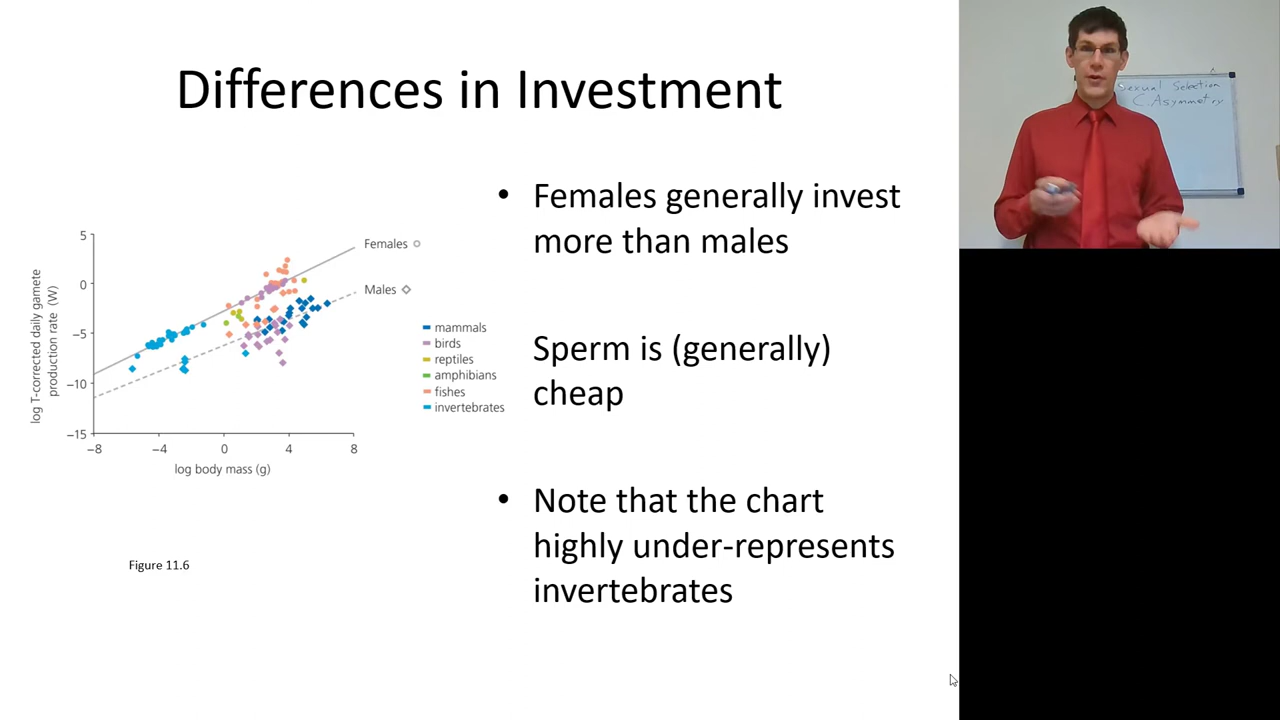 Differences in Investment
• Females generally invest
more than males
Sperm is (generally)
cheap
• Note that the chart
highly under-represents
invertebrates
log T-corrected daily gamete
production rate (W)
5
0
−5
−10
−15
−8
−4
0
4
8
log body mass (g)
Females
Males
mammals
birds
reptiles
amphibians
fishes
invertebrates
Figure 11.6
Sexual Selection
C. Asymmetry